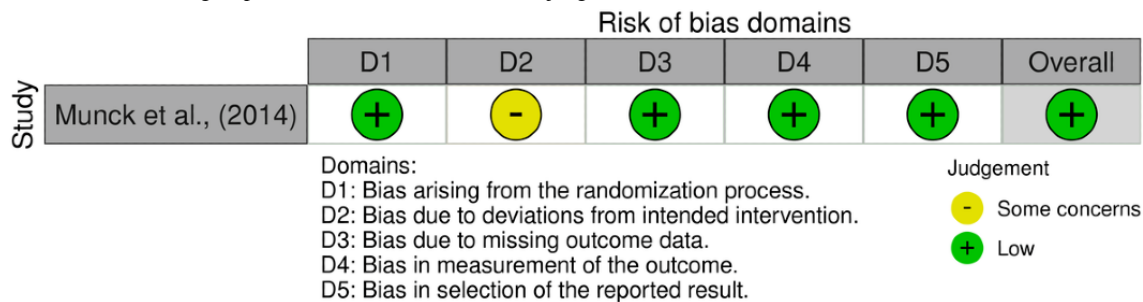 Risk of bias domains
D1 D2 D3 D4 D5 Overall
Study
Munck et al., (2014) + - + + + +
Domains:
D1: Bias arising from the randomization process.
D2: Bias due to deviations from intended intervention.
D3: Bias due to missing outcome data.
D4: Bias in measurement of the outcome.
D5: Bias in selection of the reported result.
Judgement
- Some concerns
+ Low